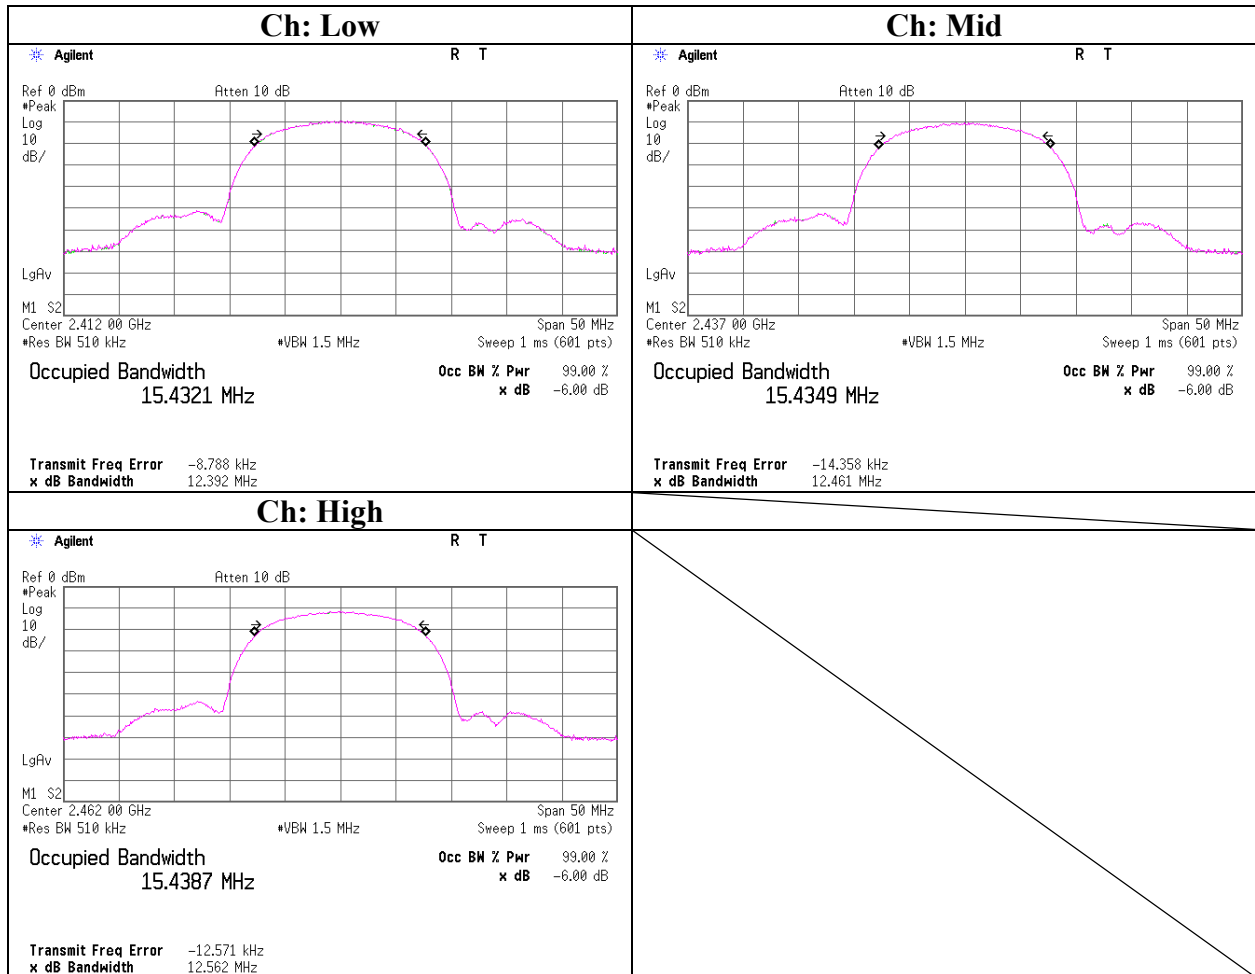 Ch: Low
Agilent R T
Ref 0 dBm Atten 10 dB
#Peak
Log
10
dB/
LgAv
M1 S2
Center 2.412 00 GHz Span 50 MHz
#Res BW 510 kHz #VBW 1.5 MHz Sweep 1 ms (601 pts)
Occupied Bandwidth Occ BW % Pwr 99.00 %
15.4321 MHz x dB -6.00 dB
Transmit Freq Error -8.788 kHz
x dB Bandwidth 12.392 MHz
Ch: Mid
Agilent R T
Ref 0 dBm Atten 10 dB
#Peak
Log
10
dB/
LgAv
M1 S2
Center 2.437 00 GHz Span 50 MHz
#Res BW 510 kHz #VBW 1.5 MHz Sweep 1 ms (601 pts)
Occupied Bandwidth Occ BW % Pwr 99.00 %
15.4349 MHz x dB -6.00 dB
Transmit Freq Error -14.358 kHz
x dB Bandwidth 12.461 MHz
Ch: High
Agilent R T
Ref 0 dBm Atten 10 dB
#Peak
Log
10
dB/
LgAv
M1 S2
Center 2.462 00 GHz Span 50 MHz
#Res BW 510 kHz #VBW 1.5 MHz Sweep 1 ms (601 pts)
Occupied Bandwidth Occ BW % Pwr 99.00 %
15.4387 MHz x dB -6.00 dB
Transmit Freq Error -12.571 kHz
x dB Bandwidth 12.562 MHz